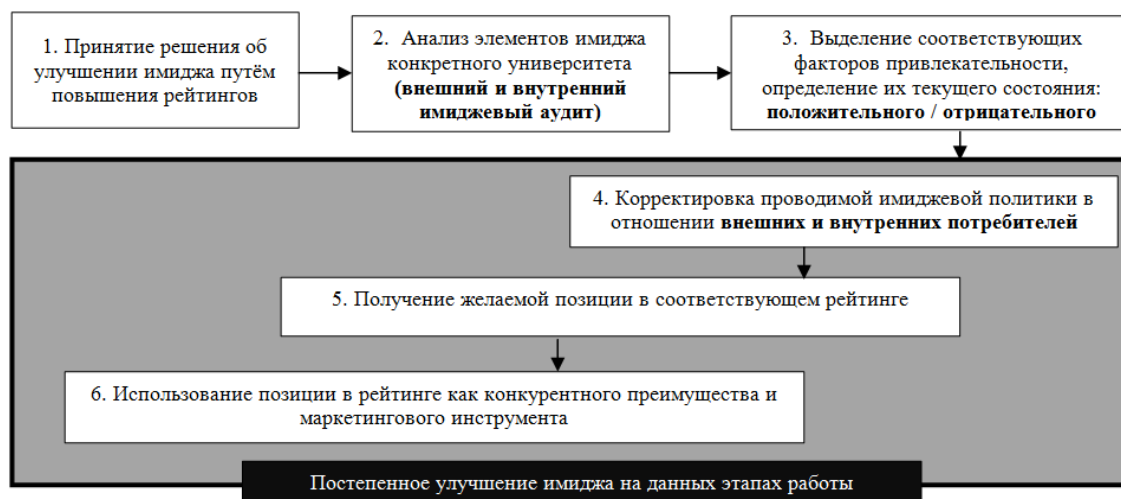 1. Принятие решения об
улучшении имиджа путём
повышения рейтингов
2. Анализ элементов имиджа
конкретного университета
(внешний и внутренний
имиджевый аудит)
3. Выделение соответствующих
факторов привлекательности,
определение их текущего состояния:
положительного / отрицательного
4. Корректировка проводимой имиджевой политики в
отношении внешних и внутренних потребителей
5. Получение желаемой позиции в соответствующем рейтинге
6. Использование позиции в рейтинге как конкурентного преимущества и
маркетингового инструмента
Постепенное улучшение имиджа на данных этапах работы